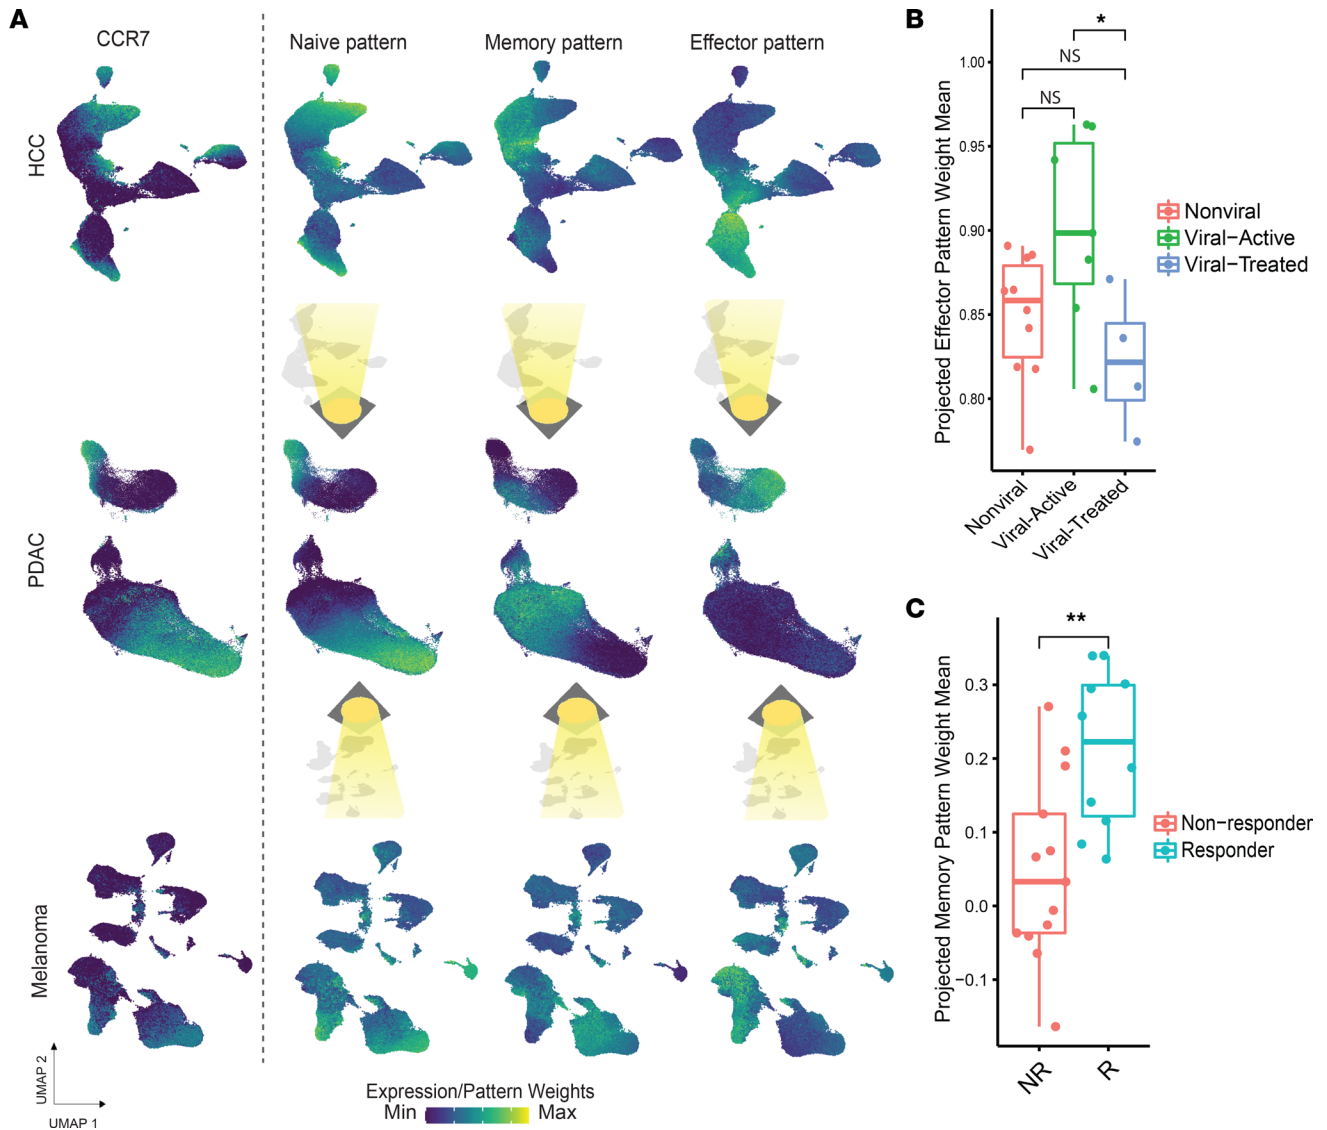 A
CCR7
Naive pattern
Memory pattern
Effector pattern
HCC
PDAC
Melanoma
UMAP 2
UMAP 1
Expression/Pattern Weights
Min
Max
B
*
NS
NS
Projected Effector Pattern Weight Mean
1.00
0.95
0.90
0.85
0.80
Nonviral
Viral-Active
Viral-Treated
Nonviral
Viral−Active
Viral−Treated
C
**
Projected Memory Pattern Weight Mean
0.3
0.2
0.1
0.0
−0.1
NR
R
Non−responder
Responder